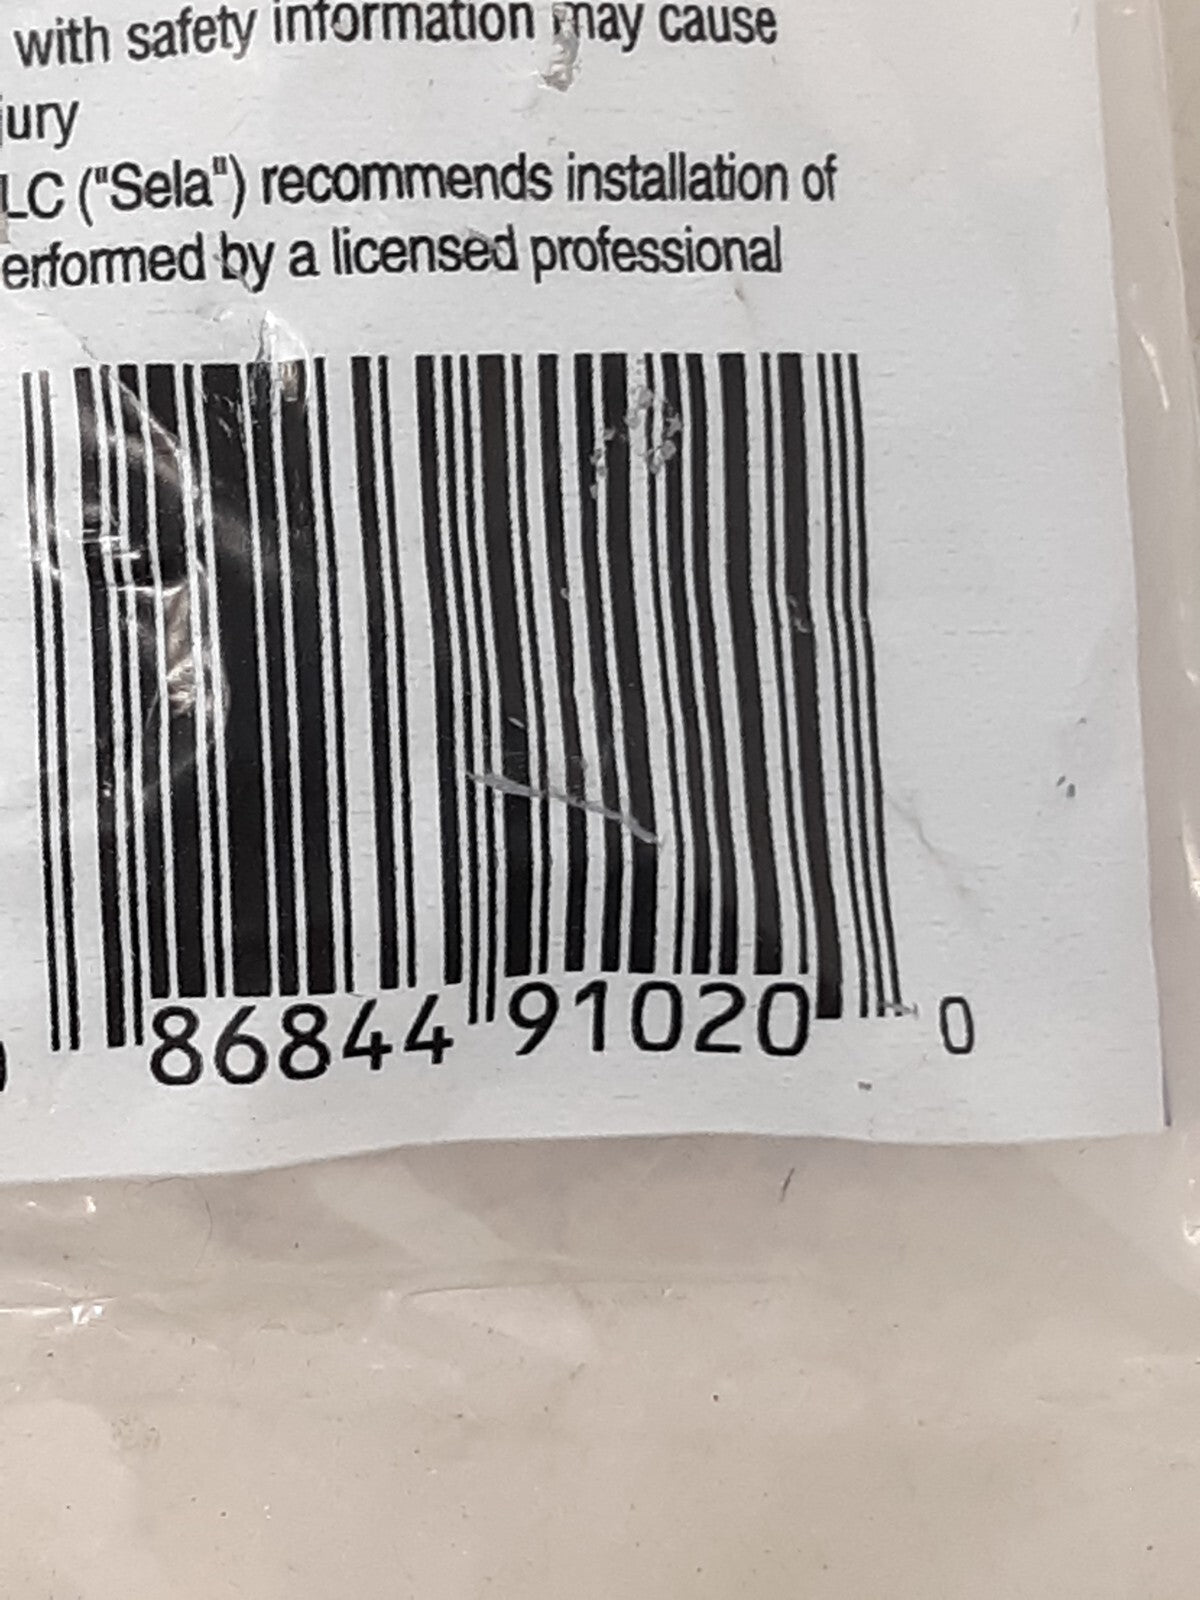 with safety information may cause
jury
LC ("Sela") recommends installation of
erformed by a licensed professional
86844 91020 0